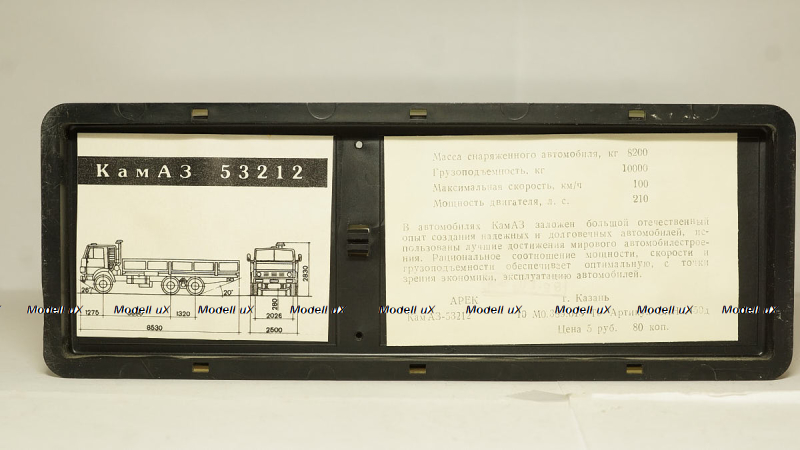 КамАЗ 53212
26°
20°
2830
280
1275
1320
2026
8530
2500
Масса снаряженного автомобиля, кг 8200
Грузоподъемность, кг 10000
Максимальная скорость, км/ч 100
Мощность двигателя, л. с. 210
В автомобилях КамАЗ заложен большой отечественный
опыт создания надежных и долговечных автомобилей, ис-
пользованы лучшие достижения мирового автомобилестрое-
ния. Рациональное соотношение мощности, скорости и
грузоподъемности обеспечивает оптимальную, с точки
зрения экономики, эксплуатацию автомобилей.
АРЕК г. Казань
КамАЗ-53212
Цена 5 руб. 80 коп.
Modell uX Modell uX Modell uX Modell uX Modell uX Modell uX Modell uX Modell uX Modell uX